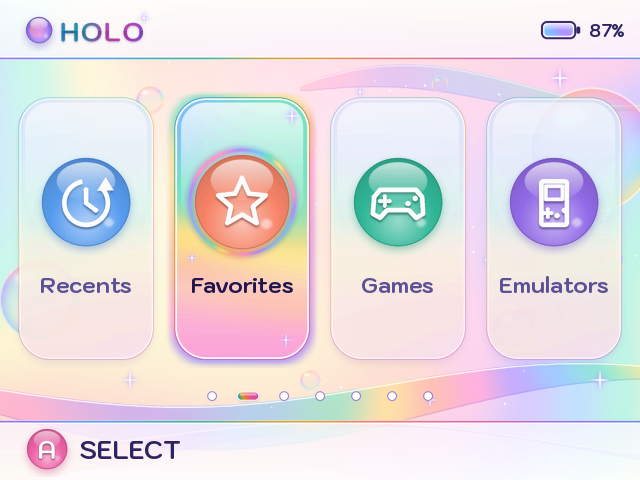 HOLO
87%
Recents
Favorites
Games
Emulators
A SELECT